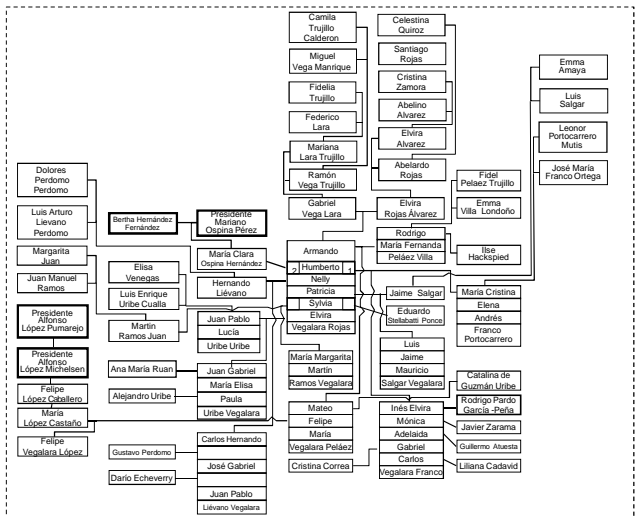 Camila
Trujillo
Calderon
Celestina
Quiroz
Miguel
Vega Manrique
Santiago
Rojas
Emma
Amaya
Fidelia
Trujillo
Cristina
Zamora
Luis
Salgar
Federico
Lara
Abelino
Alvarez
Leonor
Portocarrero
Mutis
Mariana
Lara Trujillo
Elvira
Alvarez
José María
Franco Ortega
Dolores
Perdomo
Perdomo
Ramón
Vega Trujillo
Abelardo
Rojas
Fidel
Pelaez Trujillo
Luis Arturo
Lievano
Perdomo
Bertha Hernández
Fernández
Presidente
Mariano
Ospina Pérez
Gabriel
Vega Lara
Elvira
Rojas Álvarez
Emma
Villa Londoño
Margarita
Juan
María Clara
Ospina Hernández
Rodrigo
María Fernanda
Peláez Villa
Ilse
Hackspied
Juan Manuel
Ramos
Elisa
Venegas
Hernando
Liévano
Armando
2 Humberto 1
Nelly
Patricia
Sylvia
Elvira
Vegalara Rojas
Luis Enrique
Uribe Cualla
Jaime Salgar
Eduardo
Stellabatti Ponce
María Cristina
Elena
Andrés
Franco
Portocarrero
Presidente
Alfonso
López Pumarejo
Martin
Ramos Juan
Juan Pablo
Lucía
Uribe Uribe
Presidente
Alfonso
López Michelsen
Ana María Ruan
Juan Gabriel
María Elisa
Paula
Uribe Vegalara
María Margarita
Martín
Ramos Vegalara
Luis
Jaime
Mauricio
Salgar Vegalara
Felipe
López Caballero
Alejandro Uribe
Catalina de
Guzmán Uribe
María
López Castaño
Mateo
Felipe
María
Vegalara Peláez
Inés Elvira
Mónica
Adelaida
Gabriel
Carlos
Vegalara Franco
Rodrigo Pardo
García -Peña
Felipe
Vegalara López
Carlos Hernando
José Gabriel
Juan Pablo
Liévano Vegalara
Javier Zarama
Gustavo Perdomo
Guillermo Atuesta
Darío Echeverry
Cristina Correa
Liliana Cadavid